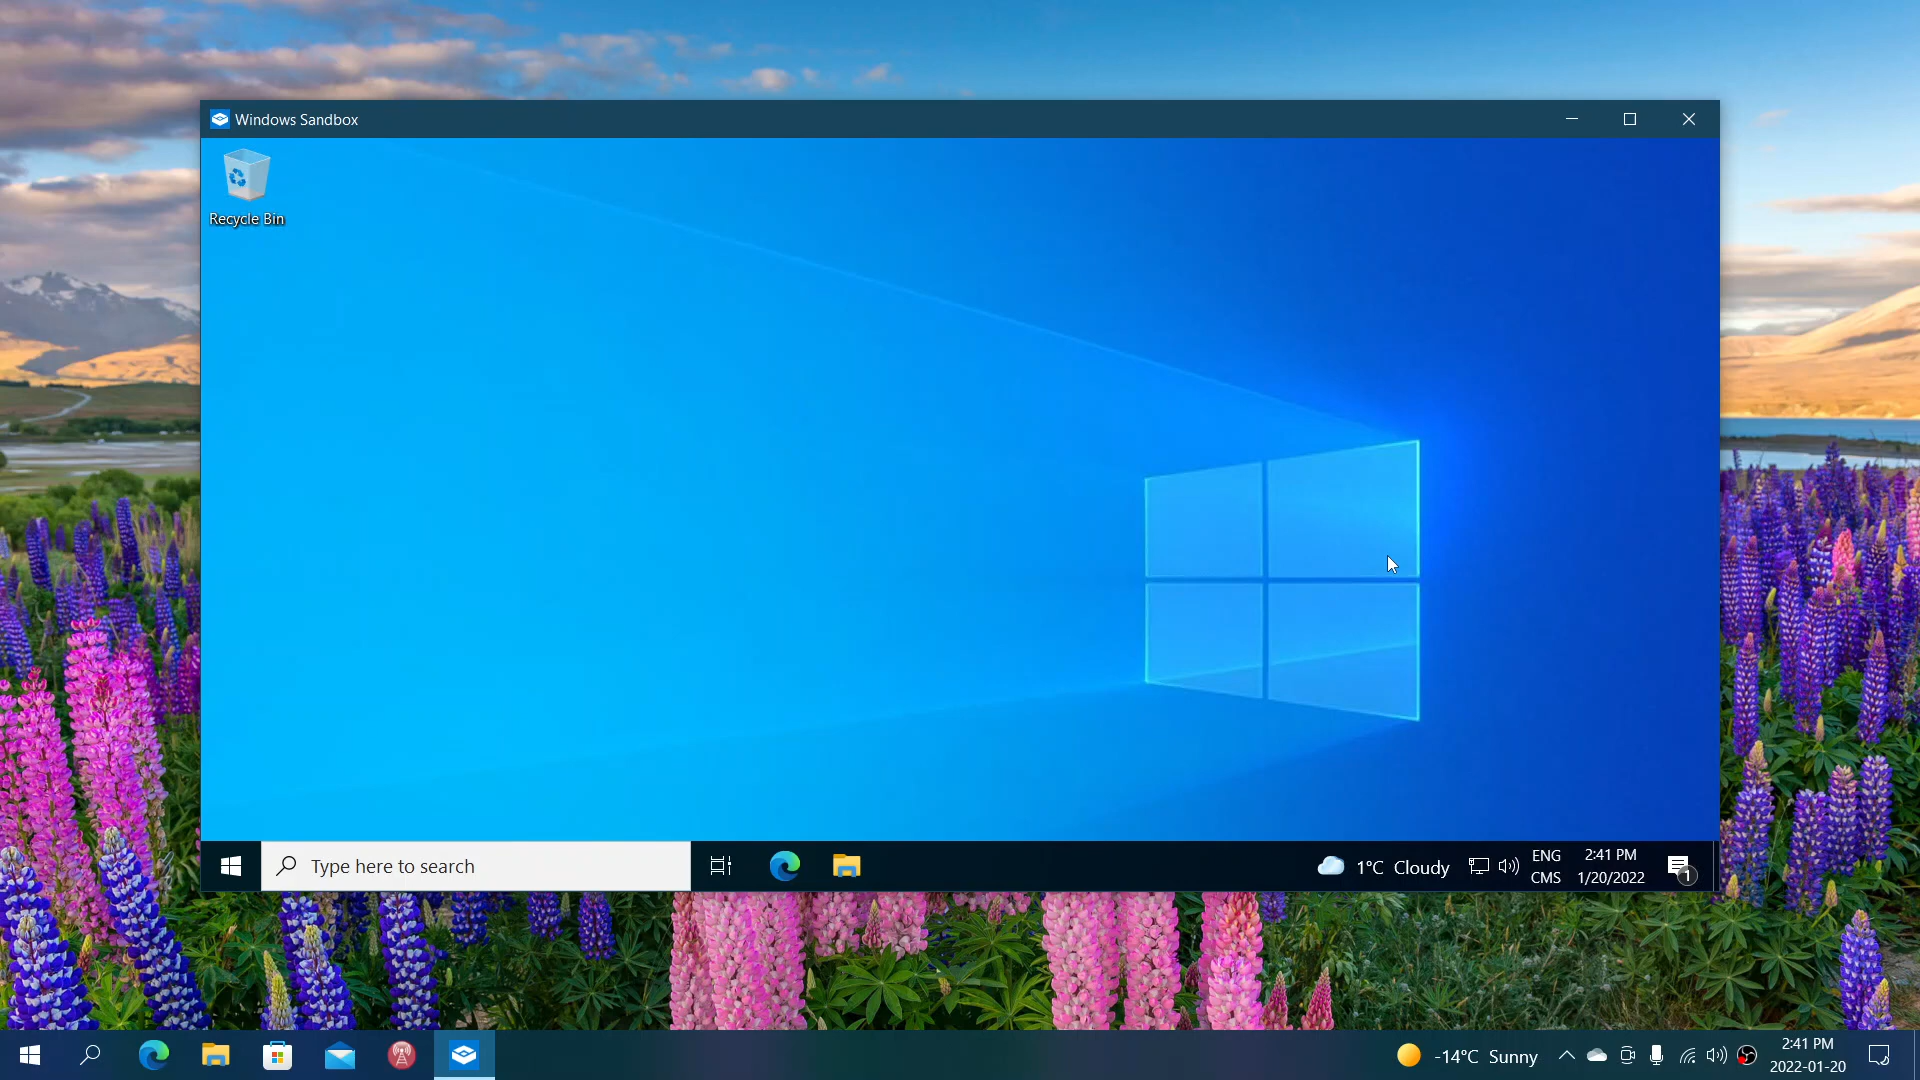 Windows Sandbox
Recycle Bin
Type here to search
1°C Cloudy
ENG
CMS
2:41 PM
1/20/2022
1
-14°C Sunny
2:41 PM
2022-01-20